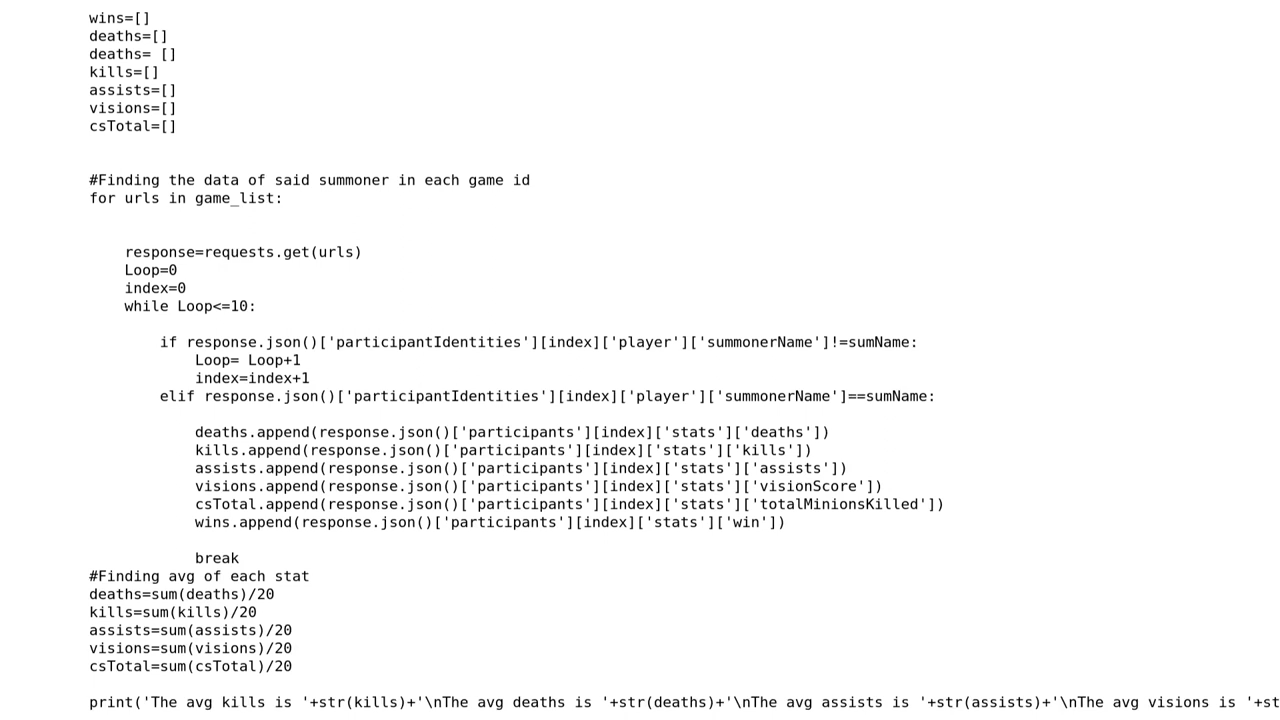 wins=[]
deaths=[]
deaths= []
kills=[]
assists=[]
visions=[]
csTotal=[]
#Finding the data of said summoner in each game id
for urls in game_list:
response=requests.get(urls)
Loop=0
index=0
while Loop<=10:
if response.json()['participantIdentities'][index]['player']['summonerName']!=sumName:
Loop= Loop+1
index=index+1
elif response.json()['participantIdentities'][index]['player']['summonerName']==sumName:
deaths.append(response.json()['participants'][index]['stats']['deaths'])
kills.append(response.json()['participants'][index]['stats']['kills'])
assists.append(response.json()['participants'][index]['stats']['assists'])
visions.append(response.json()['participants'][index]['stats']['visionScore'])
csTotal.append(response.json()['participants'][index]['stats']['totalMinionsKilled'])
wins.append(response.json()['participants'][index]['stats']['win'])
break
#Finding avg of each stat
deaths=sum(deaths)/20
kills=sum(kills)/20
assists=sum(assists)/20
visions=sum(visions)/20
csTotal=sum(csTotal)/20
print('The avg kills is '+str(kills)+'\nThe avg deaths is '+str(deaths)+'\nThe avg assists is '+str(assists)+'\nThe avg visions is '+st